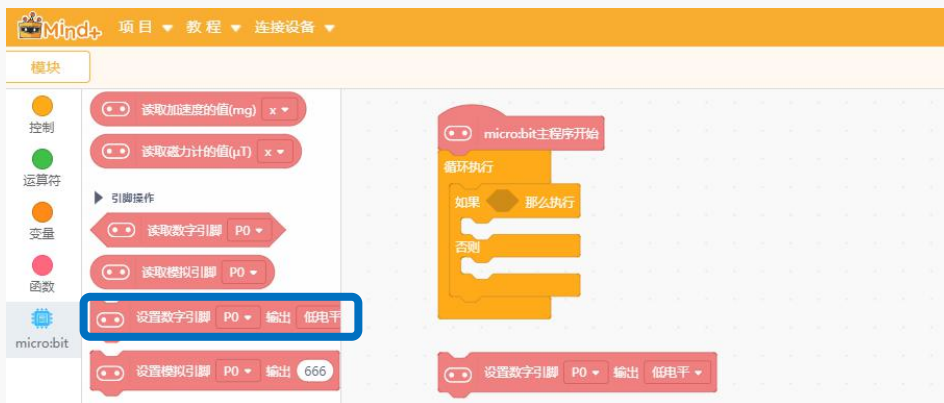 Mind+ 项目 教程 连接设备
模块
控制
运算符
变量
函数
micro:bit
读取加速度的值(mg) x
读取磁力计的值(μT) x
引脚操作
读取数字引脚 P0
读取模拟引脚 P0
设置数字引脚 P0 输出 低电平
设置模拟引脚 P0 输出 666
micro:bit主程序开始
循环执行
如果 那么执行
否则
设置数字引脚 P0 输出 低电平